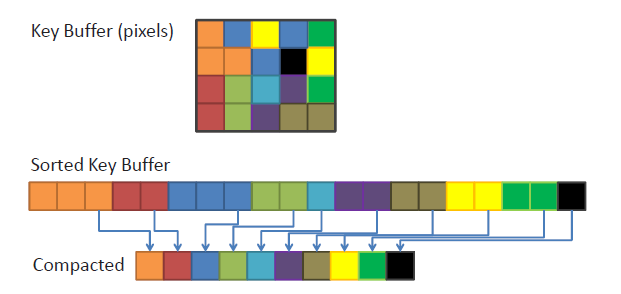 Key Buffer (pixels)
Sorted Key Buffer
Compacted